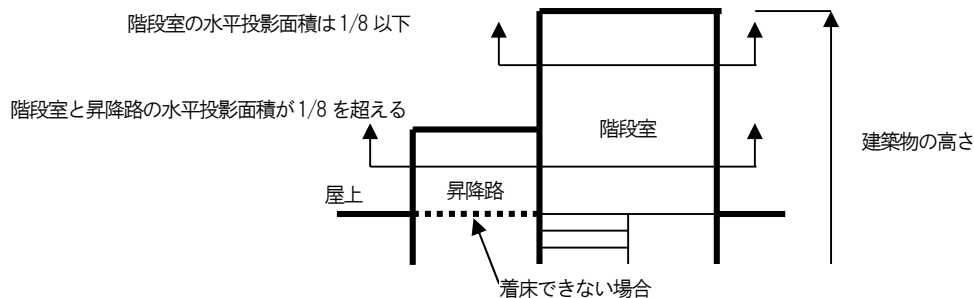 階段室の水平投影面積は1/8以下
階段室と昇降路の水平投影面積が1/8を超える
階段室
建築物の高さ
屋上
昇降路
着床できない場合